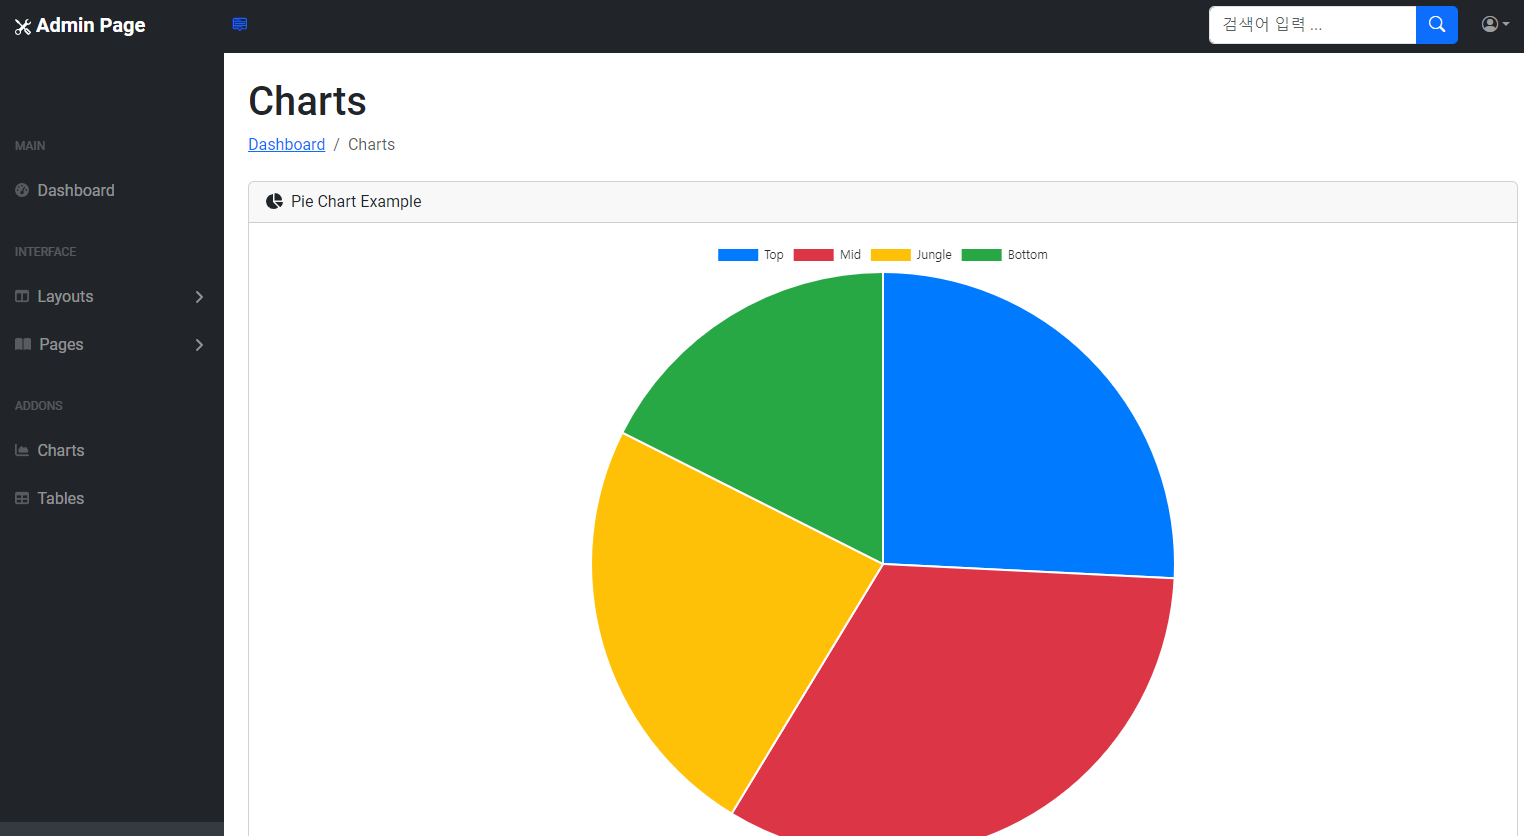 Admin Page
검색어 입력 ...
MAIN
Dashboard
INTERFACE
Layouts
Pages
ADDONS
Charts
Tables
Charts
Dashboard / Charts
Pie Chart Example
Top Mid Jungle Bottom